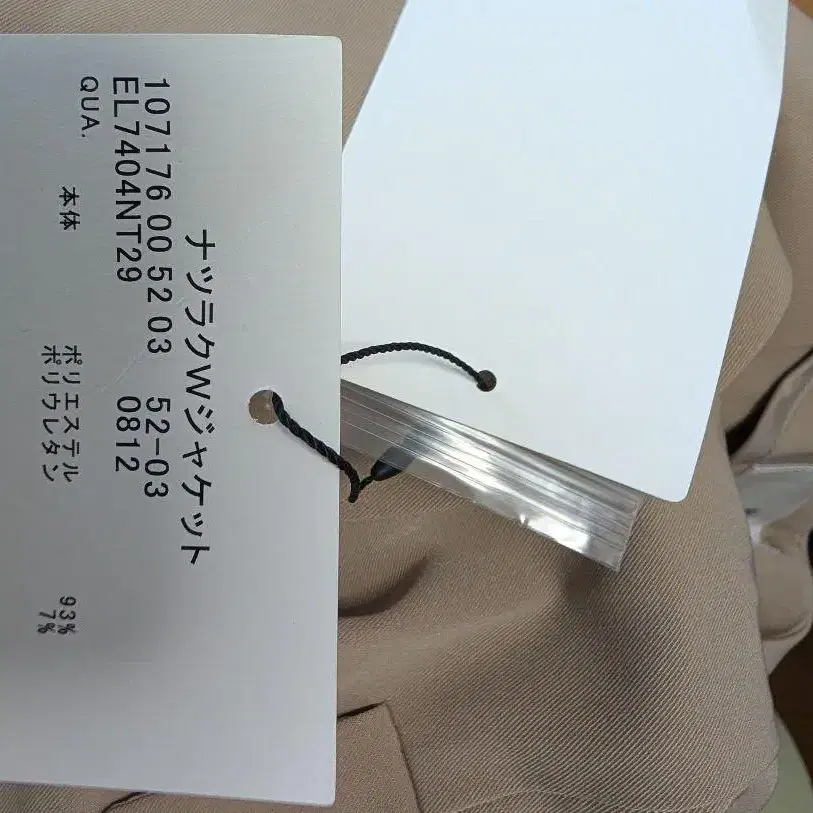 ナツラクWジャケット
107176 00 52 03 52-03
EL7404NT29 0812
QUA.
本体 ポリエステル 93%
ポリウレタン 7%